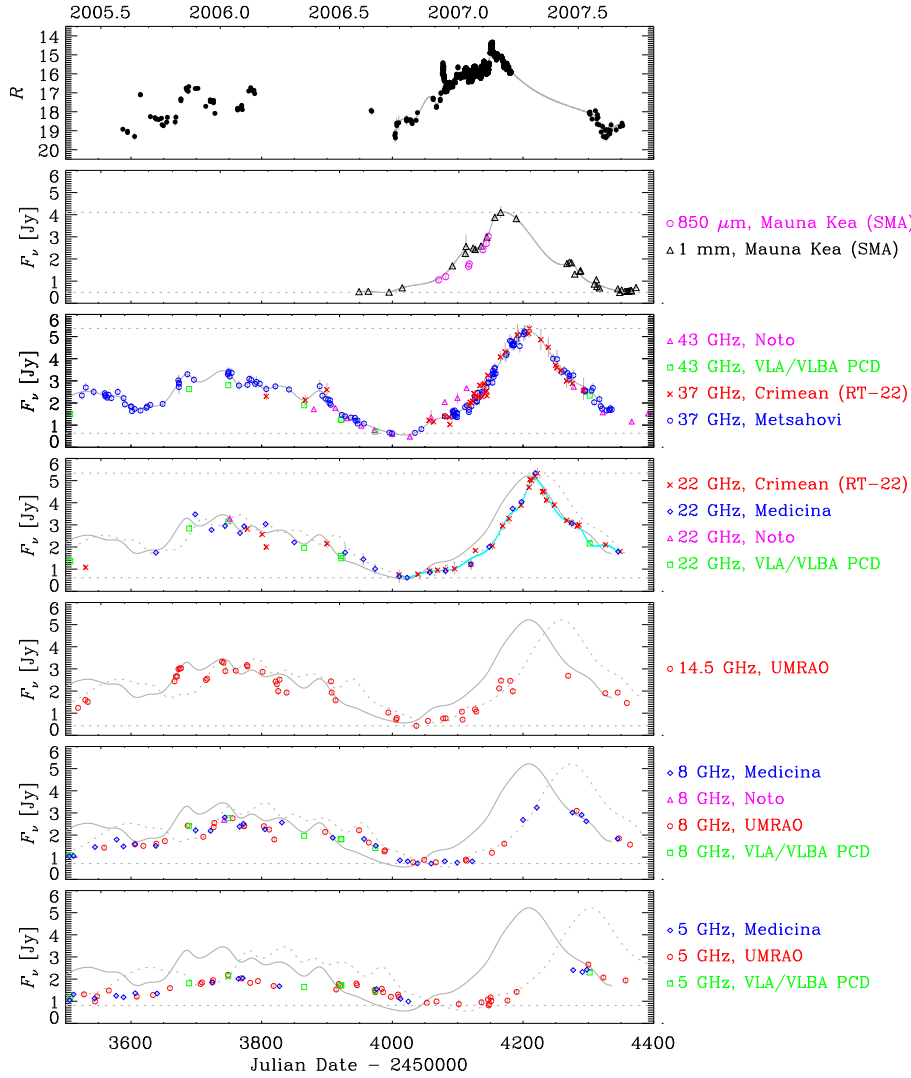 2005.5 2006.0 2006.5 2007.0 2007.5
14
15
16
17
18
19
20
R
6
5
4
3
2
1
0
Fν [Jy]
850 μm, Mauna Kea (SMA)
1 mm, Mauna Kea (SMA)
6
5
4
3
2
1
0
Fν [Jy]
43 GHz, Noto
43 GHz, VLA/VLBA PCD
37 GHz, Crimean (RT-22)
37 GHz, Metsahovi
6
5
4
3
2
1
0
Fν [Jy]
22 GHz, Crimean (RT-22)
22 GHz, Medicina
22 GHz, Noto
22 GHz, VLA/VLBA PCD
6
5
4
3
2
1
0
Fν [Jy]
14.5 GHz, UMRAO
6
5
4
3
2
1
0
Fν [Jy]
8 GHz, Medicina
8 GHz, Noto
8 GHz, UMRAO
8 GHz, VLA/VLBA PCD
6
5
4
3
2
1
0
Fν [Jy]
5 GHz, Medicina
5 GHz, UMRAO
5 GHz, VLA/VLBA PCD
3600 3800 4000 4200 4400
Julian Date - 2450000